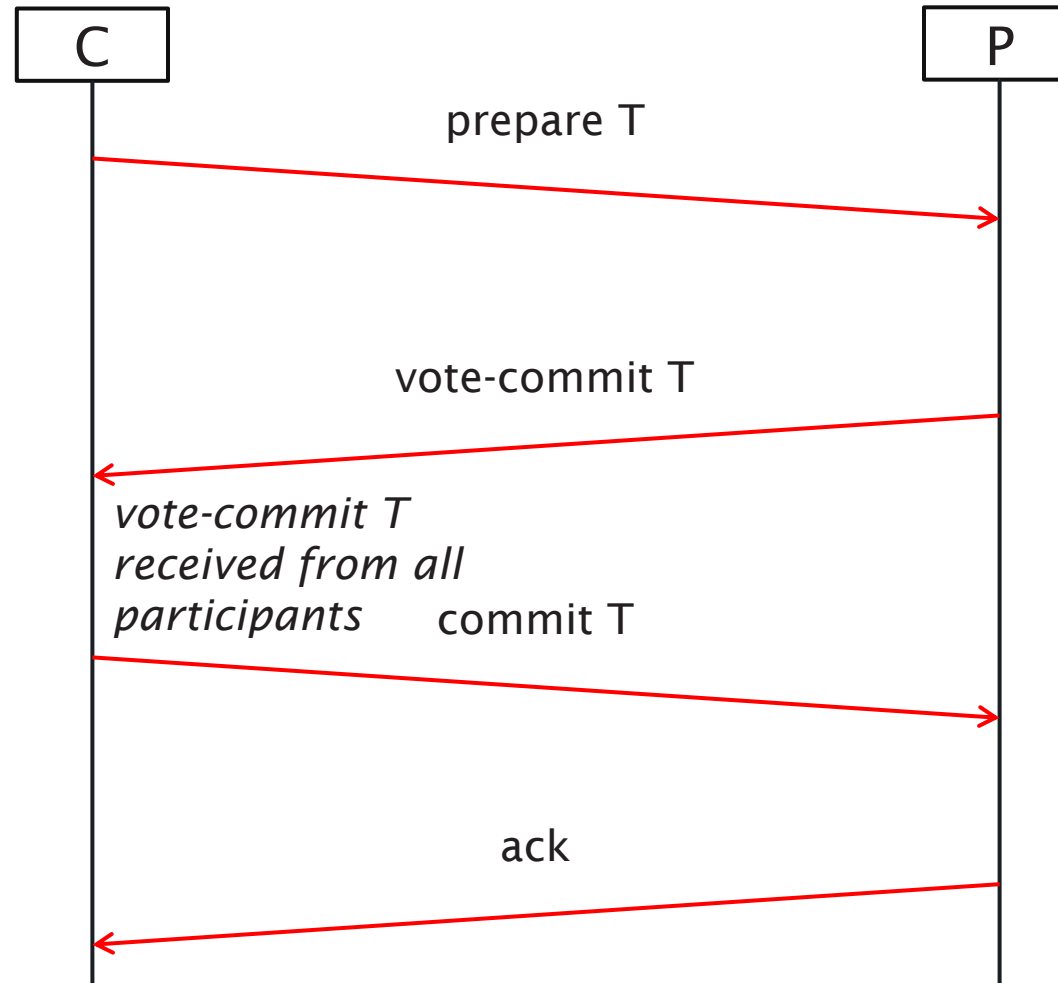 C
P
prepare T
vote-commit T
vote-commit T
received from all
participants
commit T
ack